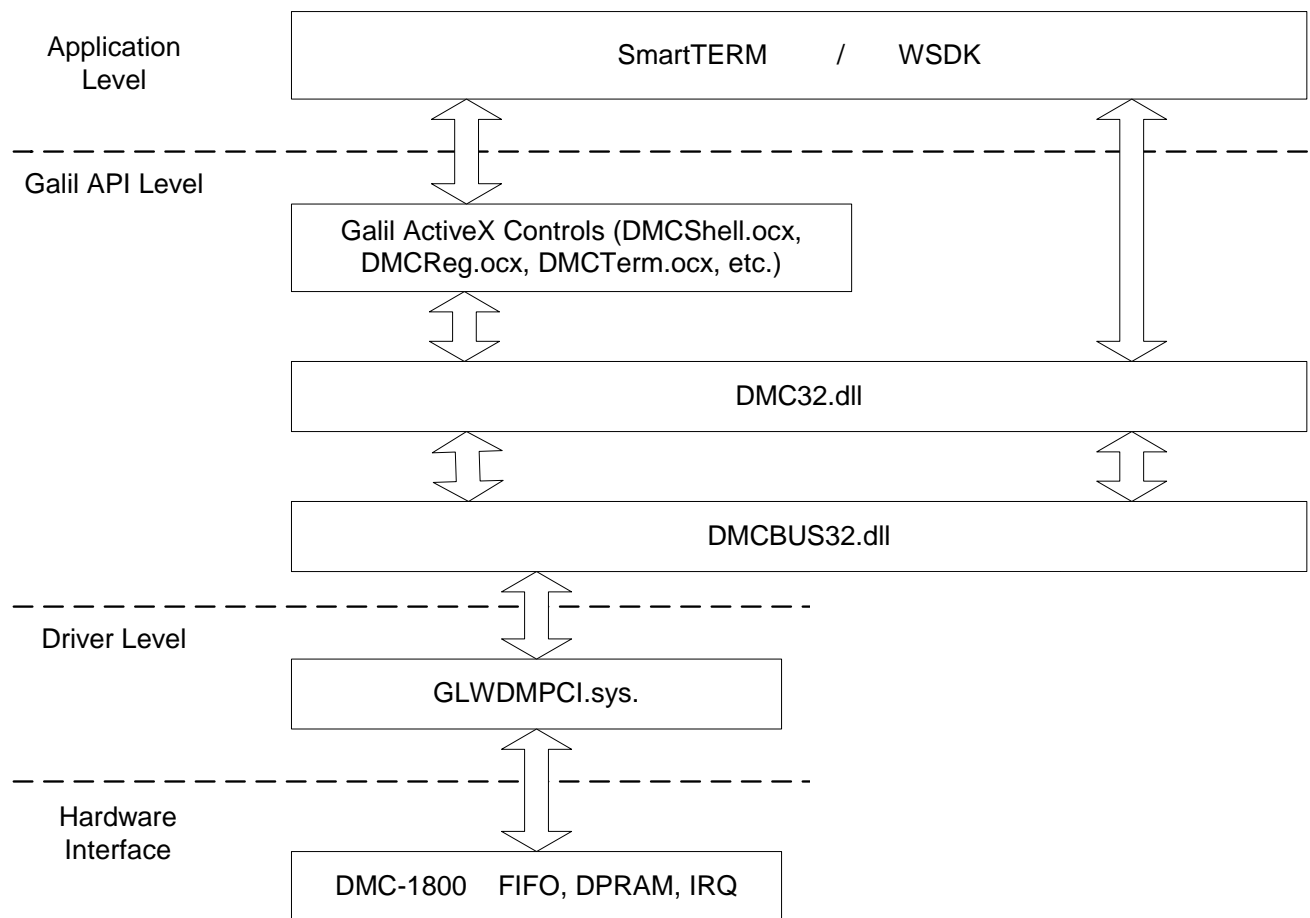 Application
Level
SmartTERM / WSDK
Galil API Level
Galil ActiveX Controls (DMCShell.ocx,
DMCReg.ocx, DMCTerm.ocx, etc.)
DMC32.dll
DMCBUS32.dll
Driver Level
GLWDMPCI.sys.
Hardware
Interface
DMC-1800 FIFO, DPRAM, IRQ